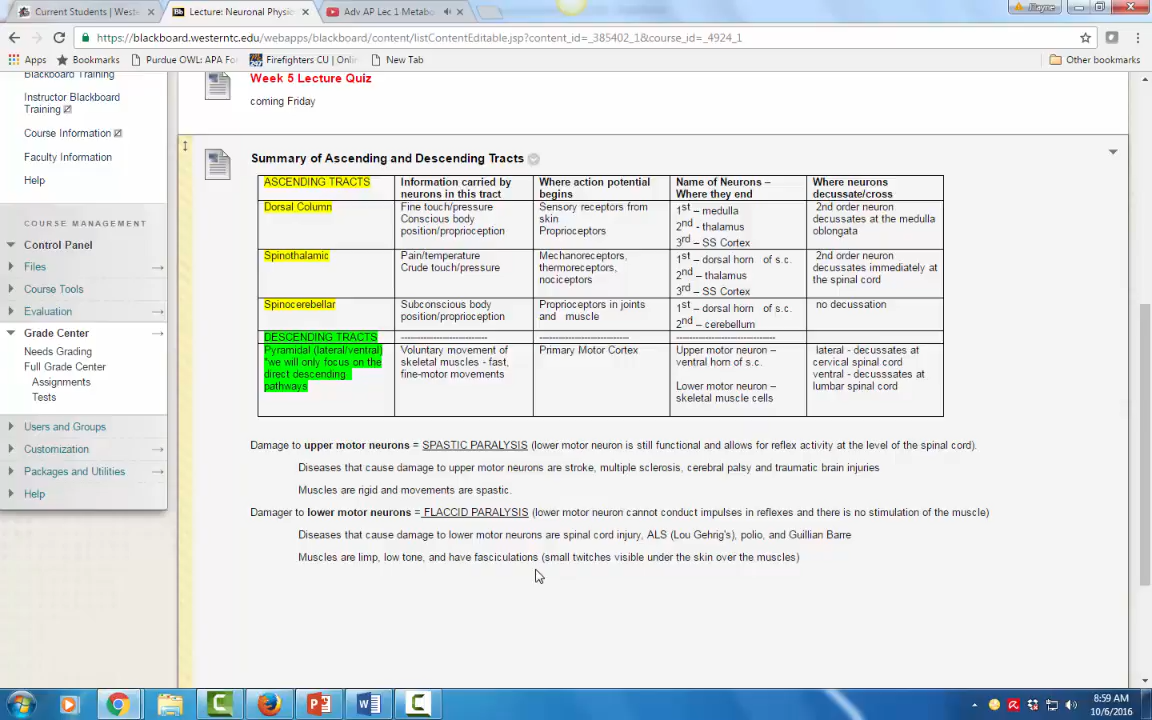 Current Students | Weste
Lecture: Neuronal Physio
Adv AP Lec 1 Metabo
https://blackboard.westerntc.edu/webapps/blackboard/content/listContentEditable.jsp?content_id=_385402_1&course_id=_4924_1
Apps
Bookmarks
Purdue OWL: APA Fo
Firefighters CU | Onli
New Tab
Other bookmarks
Blackboard Training
Instructor Blackboard
Training
Course Information
Faculty Information
Help
COURSE MANAGEMENT
Control Panel
Files
Course Tools
Evaluation
Grade Center
Needs Grading
Full Grade Center
Assignments
Tests
Users and Groups
Customization
Packages and Utilities
Help
Week 5 Lecture Quiz
coming Friday
Summary of Ascending and Descending Tracts
ASCENDING TRACTS
Information carried by
neurons in this tract
Where action potential
begins
Name of Neurons –
Where they end
Where neurons
decussate/cross
Dorsal Column
Fine touch/pressure
Conscious body
position/proprioception
Sensory receptors from
skin
Proprioceptors
1st – medulla
2nd - thalamus
3rd – SS Cortex
2nd order neuron
decussates at the medulla
oblongata
Spinothalamic
Pain/temperature
Crude touch/pressure
Mechanoreceptors,
thermoreceptors,
nociceptors
1st – dorsal horn of s.c.
2nd – thalamus
3rd – SS Cortex
2nd order neuron
decussates immediately at
the spinal cord
Spinocerebellar
Subconscious body
position/proprioception
Proprioceptors in joints
and muscle
1st – dorsal horn of s.c.
2nd – cerebellum
no decussation
DESCENDING TRACTS
Pyramidal (lateral/ventral)
*we will only focus on the
direct descending
pathways
Voluntary movement of
skeletal muscles - fast,
fine-motor movements
Primary Motor Cortex
Upper motor neuron –
ventral horn of s.c.
Lower motor neuron –
skeletal muscle cells
lateral - decussates at
cervical spinal cord
ventral - decusssates at
lumbar spinal cord
Damage to upper motor neurons = SPASTIC PARALYSIS (lower motor neuron is still functional and allows for reflex activity at the level of the spinal cord).
Diseases that cause damage to upper motor neurons are stroke, multiple sclerosis, cerebral palsy and traumatic brain injuries
Muscles are rigid and movements are spastic.
Damager to lower motor neurons = FLACCID PARALYSIS (lower motor neuron cannot conduct impulses in reflexes and there is no stimulation of the muscle)
Diseases that cause damage to lower motor neurons are spinal cord injury, ALS (Lou Gehrig's), polio, and Guillian Barre
Muscles are limp, low tone, and have fasciculations (small twitches visible under the skin over the muscles)
8:59 AM
10/6/2016